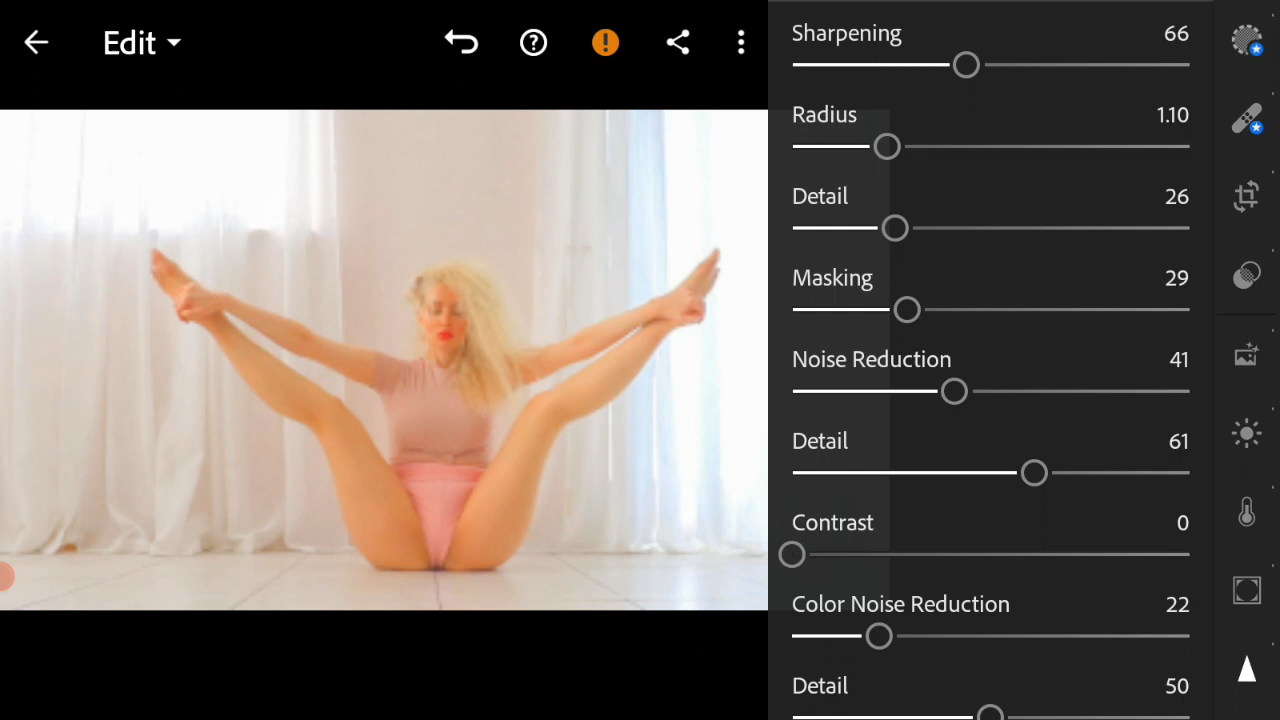 Edit
Sharpening 66
Radius 1.10
Detail 26
Masking 29
Noise Reduction 41
Detail 61
Contrast 0
Color Noise Reduction 22
Detail 50